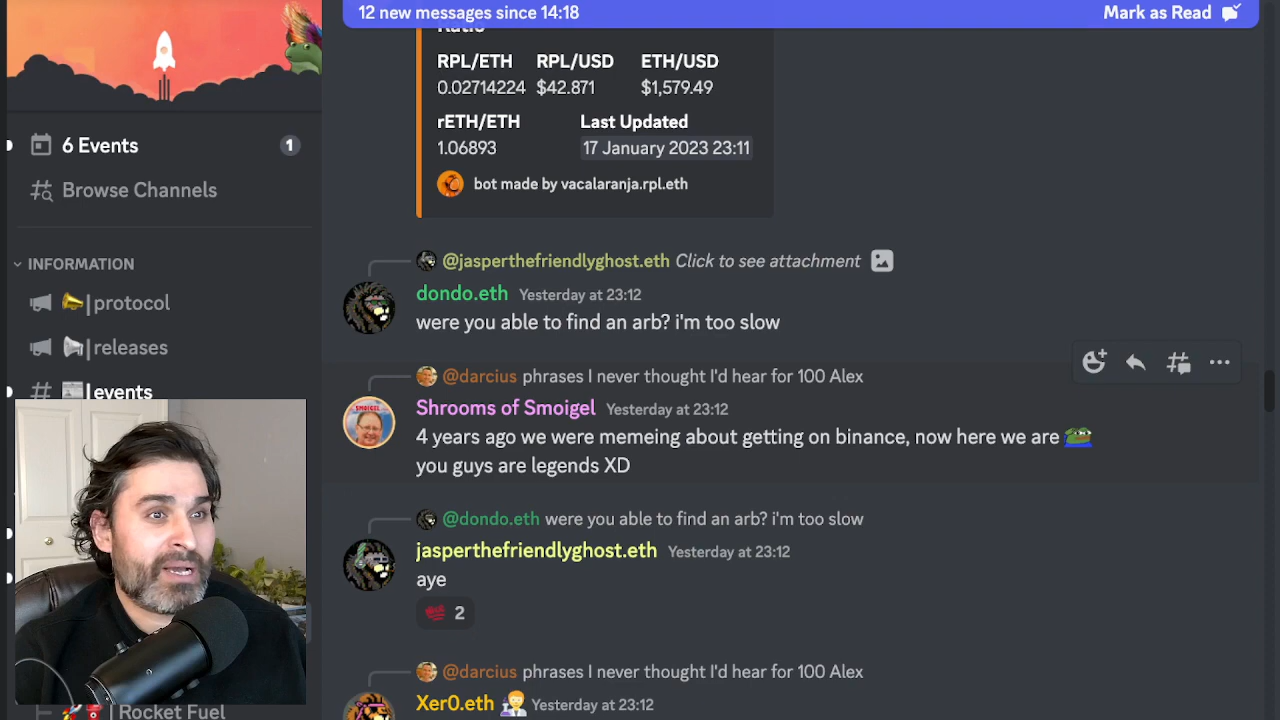 12 new messages since 14:18
Mark as Read
6 Events
1
Browse Channels
INFORMATION
protocol
releases
events
Rocket Fuel
Ratio
RPL/ETH RPL/USD ETH/USD
0.02714224 $42.871 $1,579.49
rETH/ETH Last Updated
1.06893 17 January 2023 23:11
bot made by vacalaranja.rpl.eth
@jasperthefriendlyghost.eth Click to see attachment
dondo.eth Yesterday at 23:12
were you able to find an arb? i'm too slow
@darcius phrases I never thought I'd hear for 100 Alex
SMOIGEL
Shrooms of Smoigel Yesterday at 23:12
4 years ago we were memeing about getting on binance, now here we are
you guys are legends XD
@dondo.eth were you able to find an arb? i'm too slow
jasperthefriendlyghost.eth Yesterday at 23:12
aye
2
@darcius phrases I never thought I'd hear for 100 Alex
Xer0.eth Yesterday at 23:12